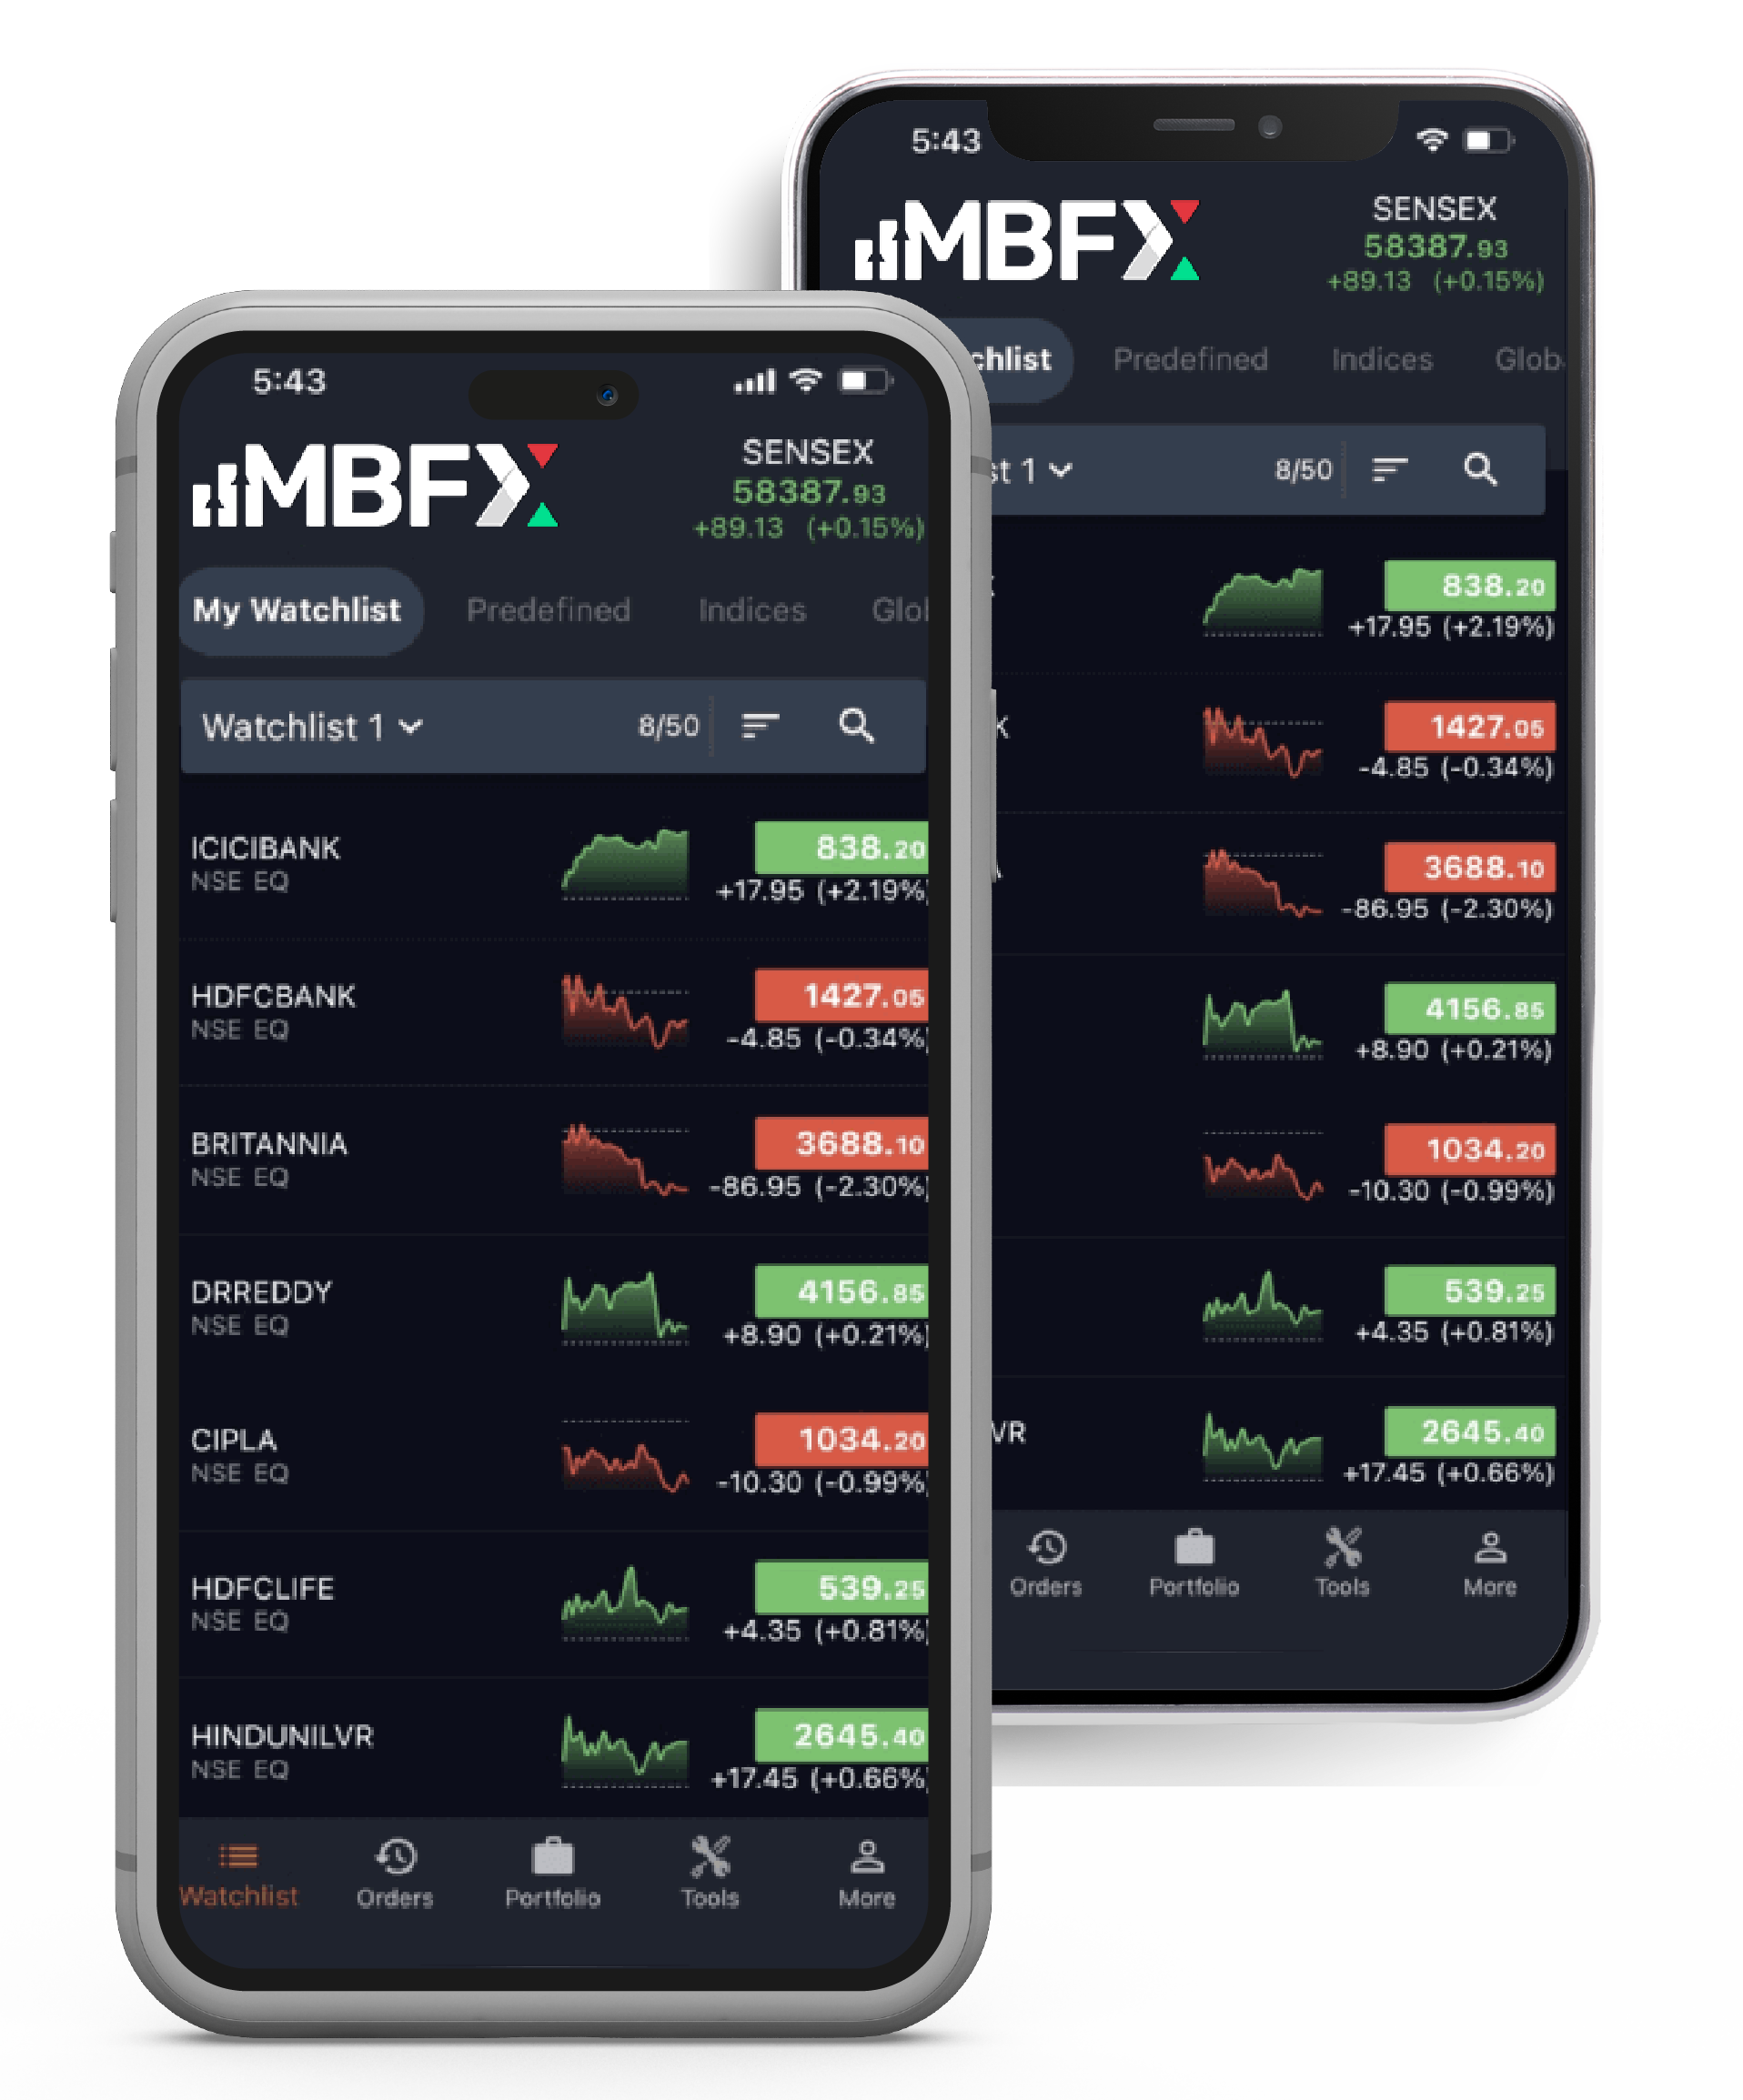 5:43
MBFX
SENSEX
58387.93
+89.13 (+0.15%)
My Watchlist Predefined Indices Glo
Watchlist 1 8/50
ICICIBANK 838.20
NSE EQ +17.95 (+2.19%)
HDFCBANK 1427.05
NSE EQ -4.85 (-0.34%)
BRITANNIA 3688.10
NSE EQ -86.95 (-2.30%)
DRREDDY 4156.85
NSE EQ +8.90 (+0.21%)
CIPLA 1034.20
NSE EQ -10.30 (-0.99%)
HDFCLIFE 539.25
NSE EQ +4.35 (+0.81%)
HINDUNILVR 2645.40
NSE EQ +17.45 (+0.66%)
Watchlist Orders Portfolio Tools More
5:43
MBFX
SENSEX
58387.93
+89.13 (+0.15%)
chlist Predefined Indices Glob
st 1 8/50
838.20
+17.95 (+2.19%)
K 1427.05
-4.85 (-0.34%)
3688.10
-86.95 (-2.30%)
4156.85
+8.90 (+0.21%)
1034.20
-10.30 (-0.99%)
539.25
+4.35 (+0.81%)
VR 2645.40
+17.45 (+0.66%)
Orders Portfolio Tools More